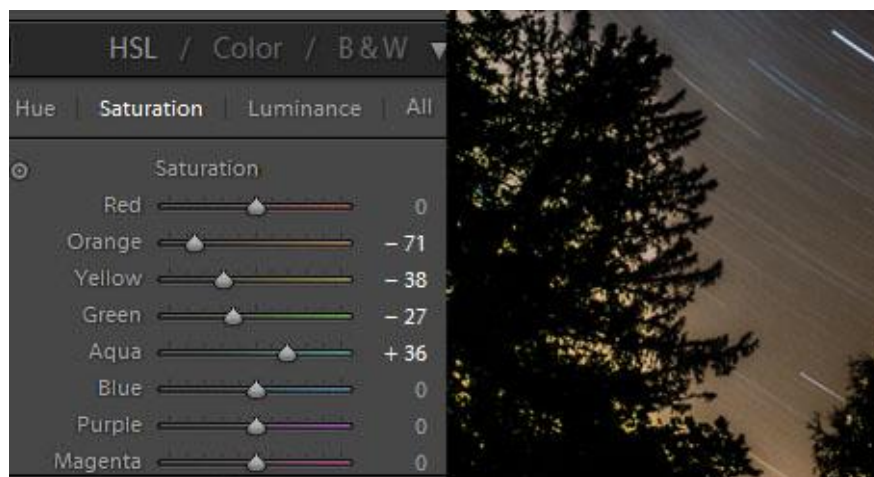 HSL / Color / B&W
Hue | Saturation | Luminance | All
Saturation
Red 0
Orange – 71
Yellow – 38
Green – 27
Aqua + 36
Blue 0
Purple 0
Magenta 0